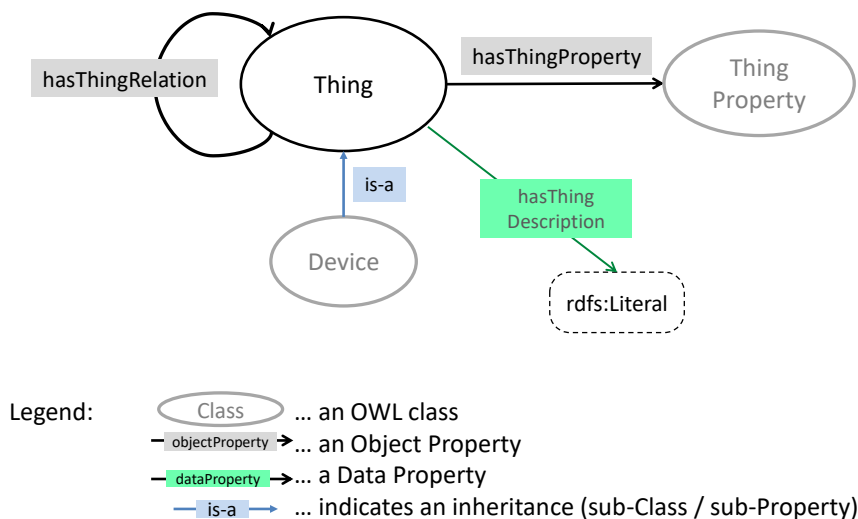 hasThingRelation
Thing
hasThingProperty
Thing
Property
is-a
hasThing
Description
Device
rdfs:Literal
Legend:
Class
... an OWL class
objectProperty
... an Object Property
dataProperty
... a Data Property
is-a
... indicates an inheritance (sub-Class / sub-Property)